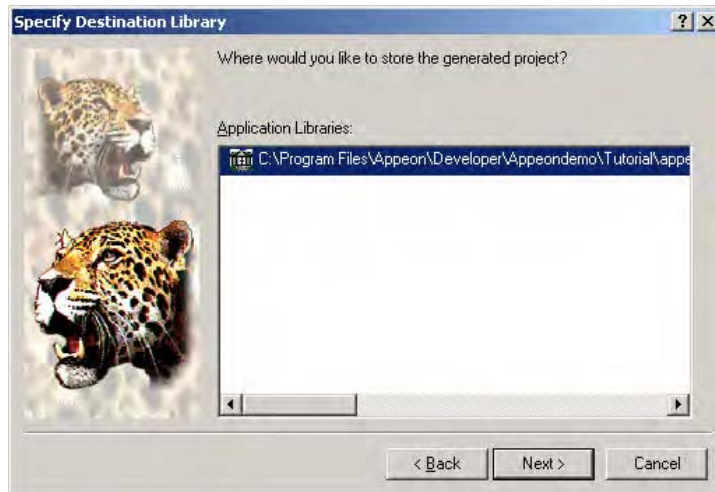 Specify Destination Library
Where would you like to store the generated project?
Application Libraries:
C:\Program Files\Appeon\Developer\Appeondemo\Tutorial\appe
< Back
Next >
Cancel